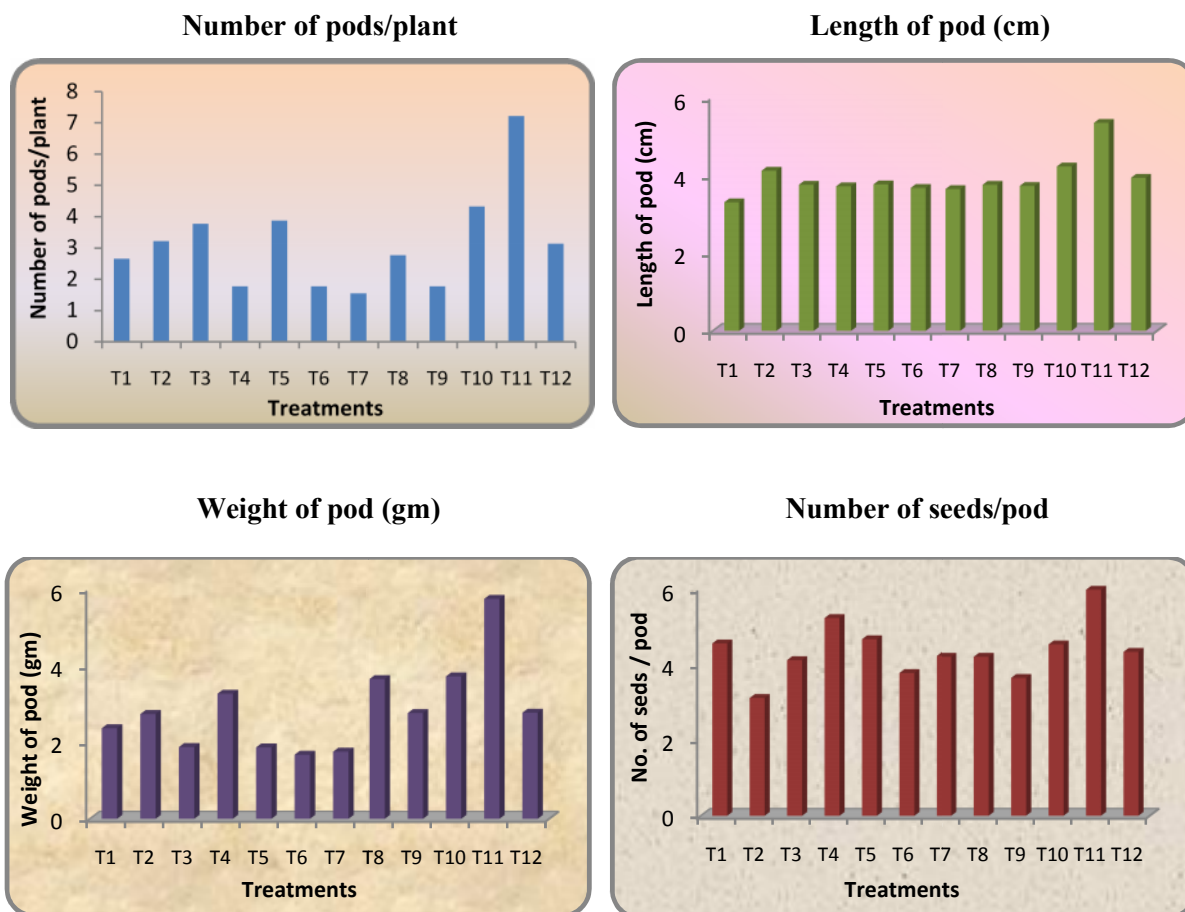 Number of pods/plant
Number of pods/plant
8
7
6
5
4
3
2
1
0
T1 T2 T3 T4 T5 T6 T7 T8 T9 T10 T11 T12
Treatments
Length of pod (cm)
Length of pod (cm)
6
4
2
0
T1 T2 T3 T4 T5 T6 T7 T8 T9 T10 T11 T12
Treatments
Weight of pod (gm)
Weight of pod (gm)
6
4
2
0
T1 T2 T3 T4 T5 T6 T7 T8 T9 T10 T11 T12
Treatments
Number of seeds/pod
No. of seds / pod
6
4
2
0
T1 T2 T3 T4 T5 T6 T7 T8 T9 T10 T11 T12
Treatments